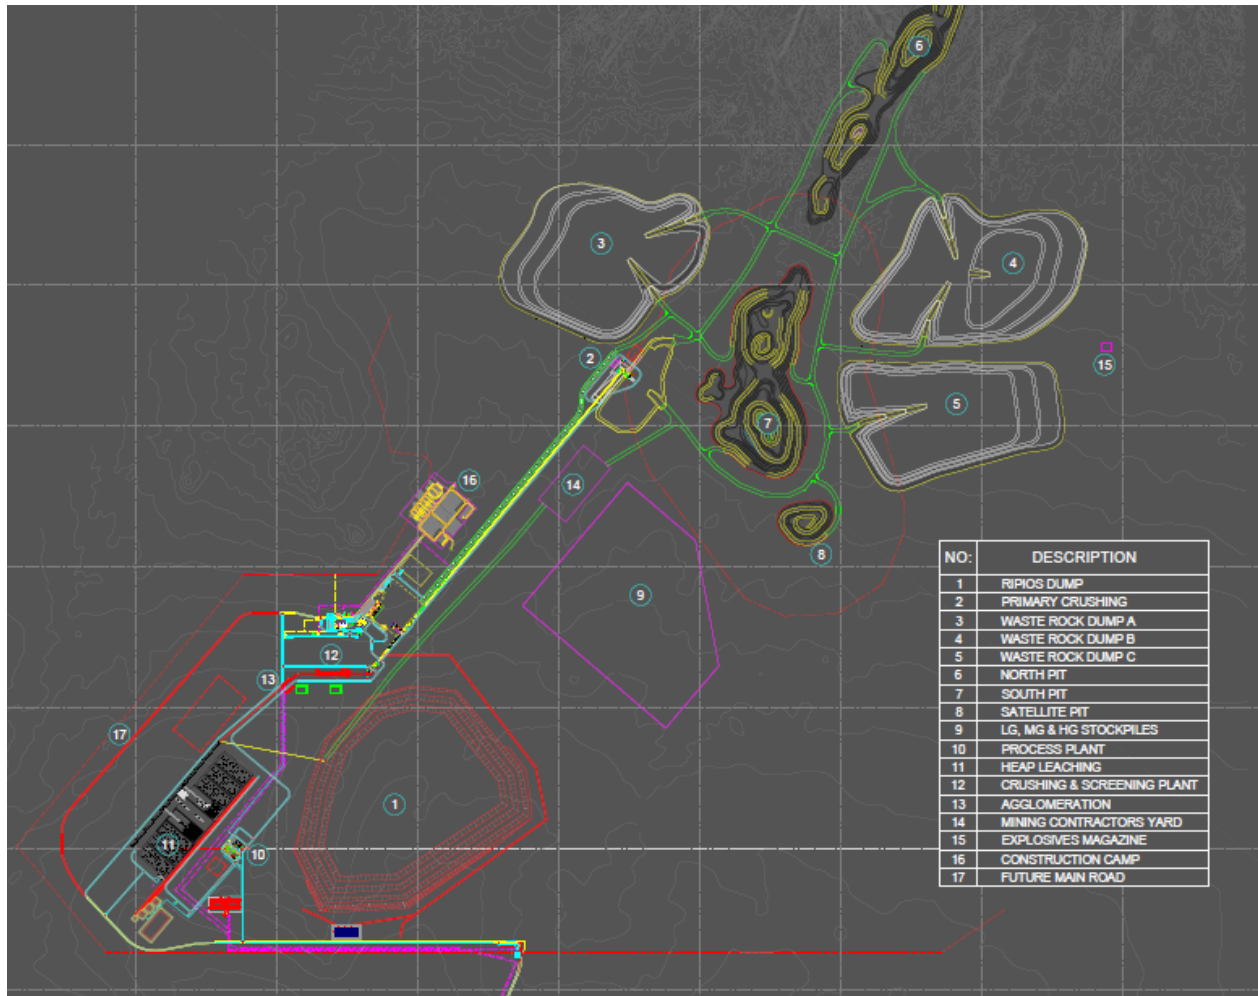 6
3
4
2
15
5
7
16
14
8
9
12
13
17
1
11
10
NO: DESCRIPTION
1 RIPIOS DUMP
2 PRIMARY CRUSHING
3 WASTE ROCK DUMP A
4 WASTE ROCK DUMP B
5 WASTE ROCK DUMP C
6 NORTH PIT
7 SOUTH PIT
8 SATELLITE PIT
9 LG, MG & HG STOCKPILES
10 PROCESS PLANT
11 HEAP LEACHING
12 CRUSHING & SCREENING PLANT
13 AGGLOMERATION
14 MINING CONTRACTORS YARD
15 EXPLOSIVES MAGAZINE
16 CONSTRUCTION CAMP
17 FUTURE MAIN ROAD